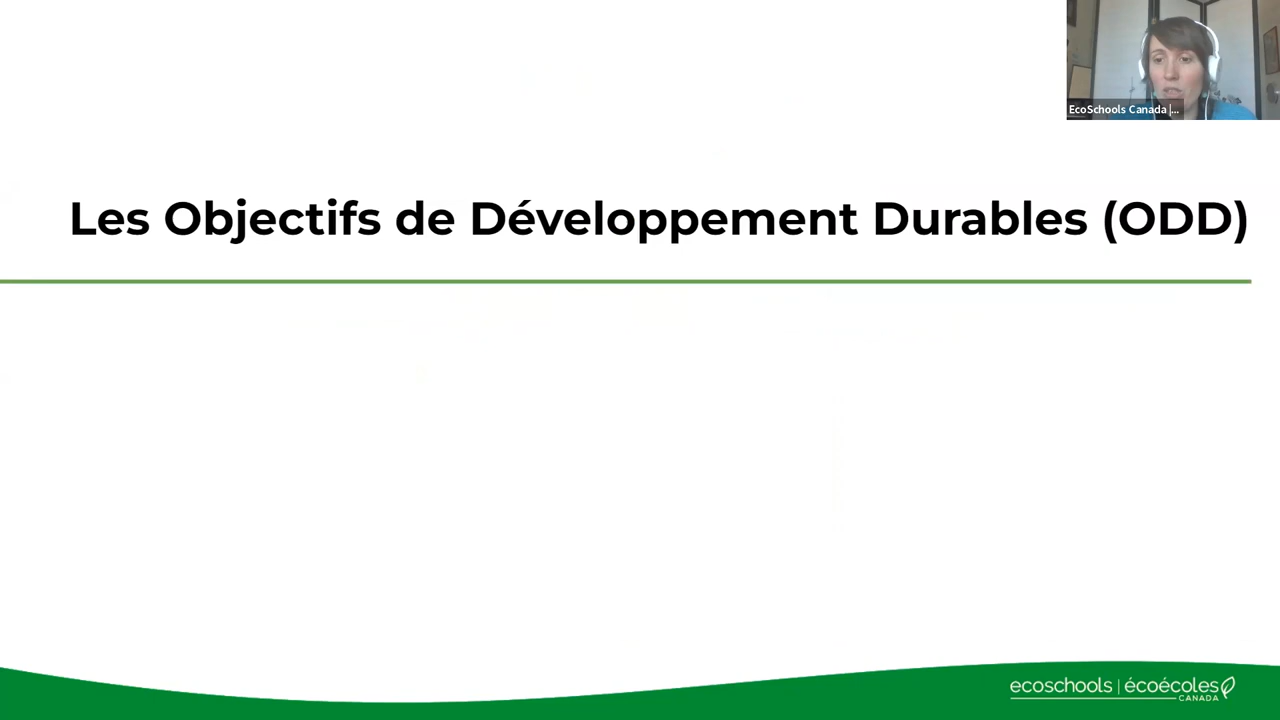 EcoSchools Canada |...
Les Objectifs de Développement Durables (ODD)
ecoschools | écoécoles
CANADA